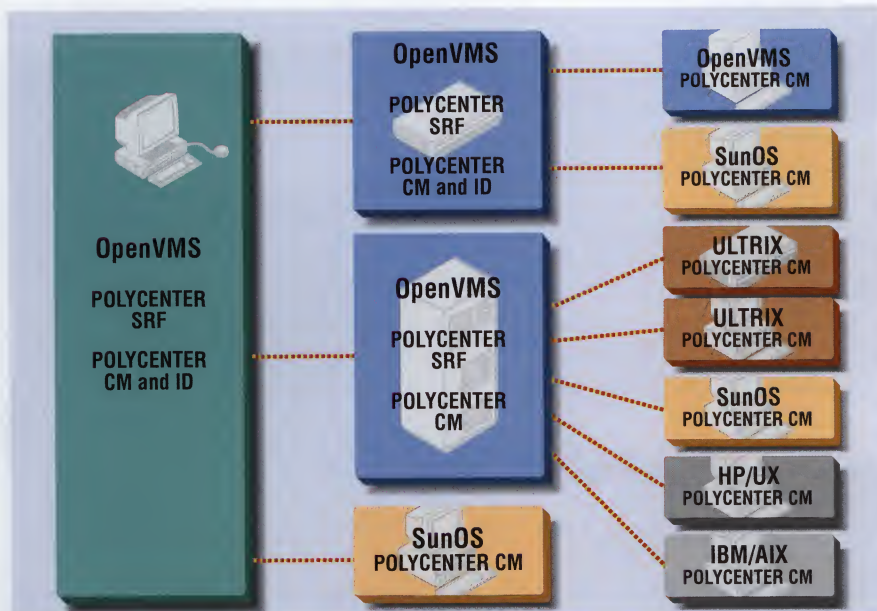 OpenVMS
POLYCENTER
SRF
POLYCENTER
CM and ID
OpenVMS
POLYCENTER
SRF
POLYCENTER
CM and ID
OpenVMS
POLYCENTER
SRF
POLYCENTER
CM
SunOS
POLYCENTER CM
OpenVMS
POLYCENTER CM
SunOS
POLYCENTER CM
ULTRIX
POLYCENTER CM
ULTRIX
POLYCENTER CM
SunOS
POLYCENTER CM
HP/UX
POLYCENTER CM
IBM/AIX
POLYCENTER CM